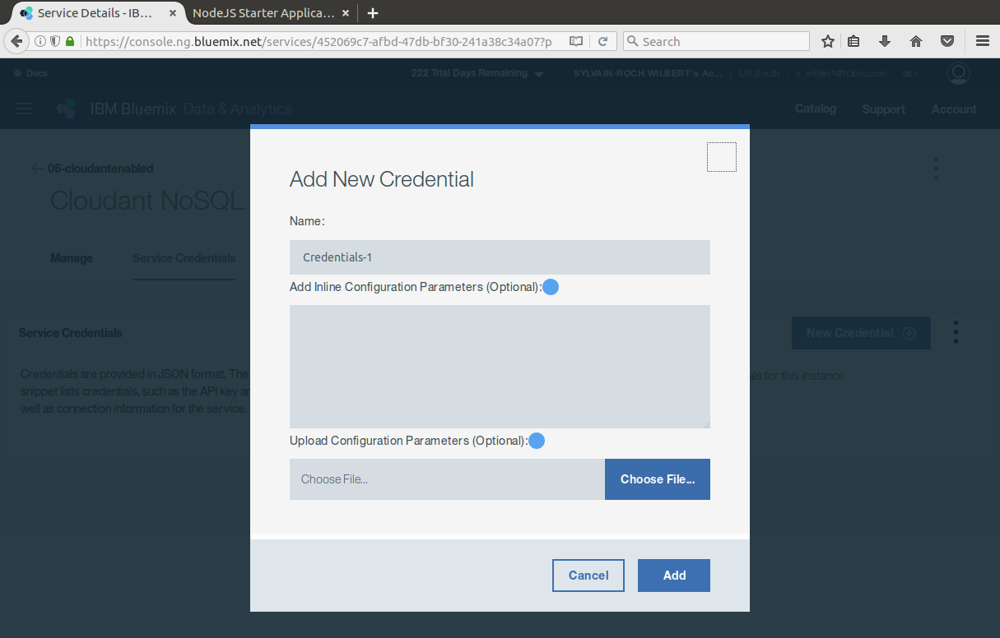 Service Details - IB...
NodeJS Starter Applica...
https://console.ng.bluemix.net/services/452069c7-afbd-47db-bf30-241a38c34a07?p
Search
Docs
222 Trial Days Remaining
SYLVAIN-ROCH WILBERT's Ac... | US South | s_wilbert@tr.ibm.com | dev
IBM Bluemix Data & Analytics
Catalog Support Account
06-cloudantenabled
Cloudant NoSQL
Manage Service Credentials
Service Credentials
New Credential
Credentials are provided in JSON format. The
snippet lists credentials, such as the API key an
well as connection information for the service.
als for this instance
Add New Credential
Name:
Credentials-1
Add Inline Configuration Parameters (Optional):
Upload Configuration Parameters (Optional):
Choose File...
Choose File...
Cancel
Add